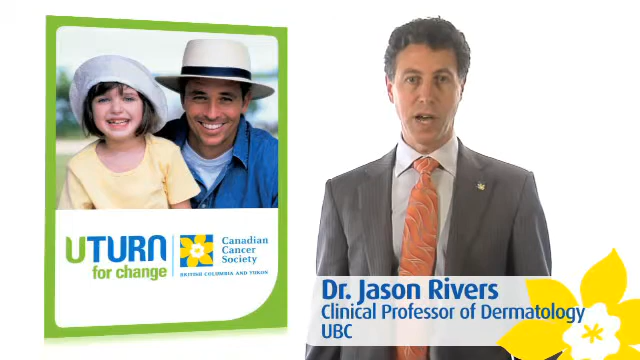 UTURN
for change
Canadian
Cancer
Society
BRITISH COLUMBIA AND YUKON
Dr. Jason Rivers
Clinical Professor of Dermatology
UBC